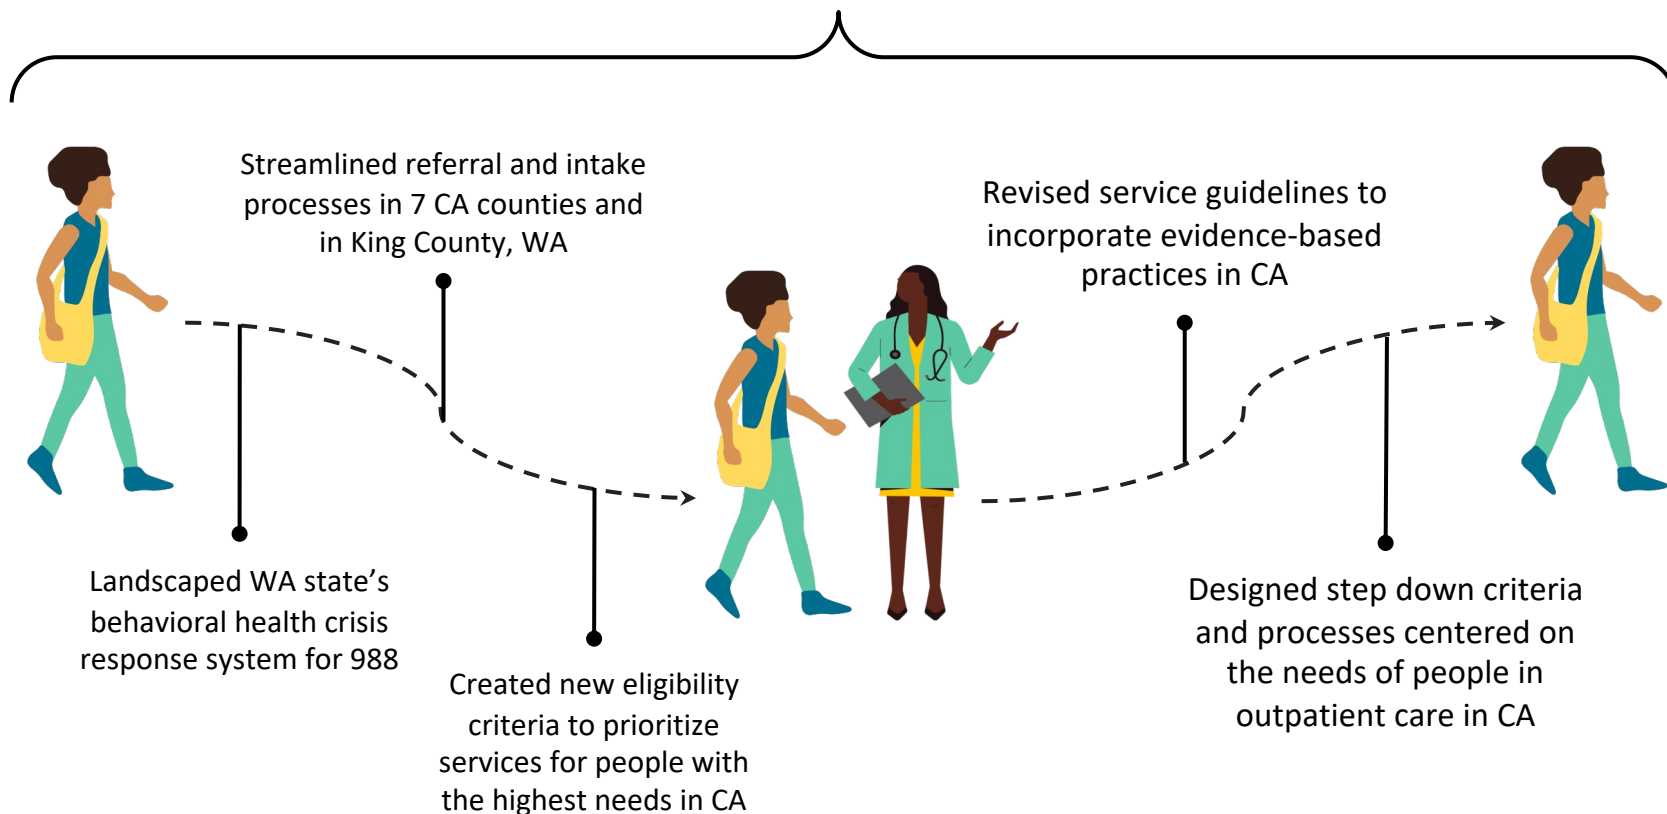 Streamlined referral and intake
processes in 7 CA counties and
in King County, WA
Landscaped WA state’s
behavioral health crisis
response system for 988
Created new eligibility
criteria to prioritize
services for people with
the highest needs in CA
Revised service guidelines to
incorporate evidence-based
practices in CA
Designed step down criteria
and processes centered on
the needs of people in
outpatient care in CA